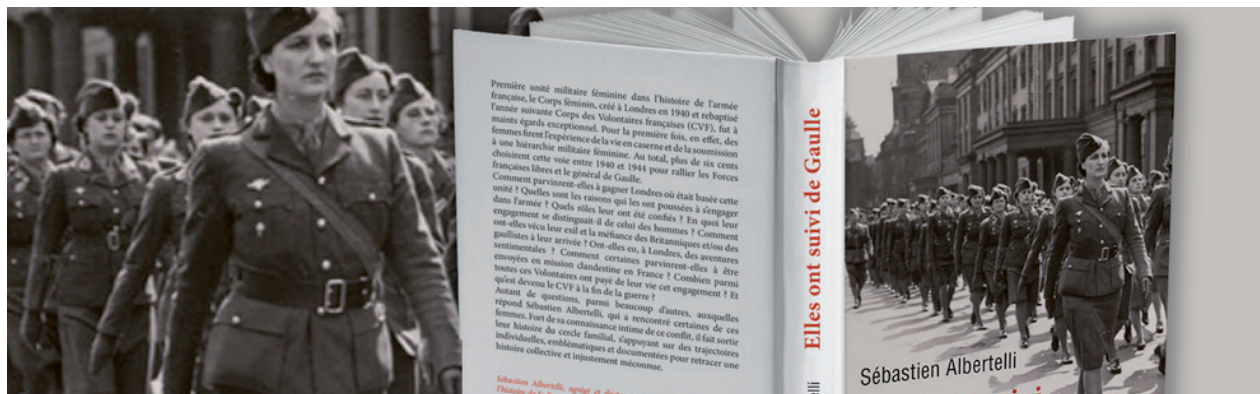 Première unité militaire féminine dans l'histoire de l'armée
française, le Corps féminin, créé à Londres en 1940 et rebaptisé
l'année suivante Corps des Volontaires françaises (CVF), fut à
maints égards exceptionnel. Pour la première fois, en effet, des
femmes firent l'expérience de la vie en caserne et de la soumission
à une hiérarchie militaire féminine. Au total, plus de six cents
choisirent cette voie entre 1940 et 1944 pour rallier les Forces
françaises libres et le général de Gaulle.
Comment parvinrent-elles à gagner Londres où était basée cette
unité ? Quelles sont les raisons qui les ont poussées à s'engager
dans l'armée ? Quels rôles leur ont été confiés ? En quoi leur
engagement se distinguait-il de celui des hommes ? Comment
ont-elles vécu leur exil et la méfiance des Britanniques et/ou des
gaullistes à leur arrivée ? Ont-elles eu, à Londres, des aventures
sentimentales ? Comment certaines parvinrent-elles à être
envoyées en mission clandestine en France ? Combien parmi
toutes ces Volontaires ont payé de leur vie cet engagement ? Et
qu'est devenu le CVF à la fin de la guerre ?
Autant de questions, parmi beaucoup d'autres, auxquelles
répond Sébastien Albertelli, qui a rencontré certaines de ces
femmes. Fort de sa connaissance intime de ce conflit, il fait sortir
leur histoire du cercle familial, s'appuyant sur des trajectoires
individuelles, emblématiques et documentées pour retracer une
histoire collective et injustement méconnue.
Sébastien Albertelli, agrégé et
Elles ont suivi de Gaulle
Sébastien Albertelli